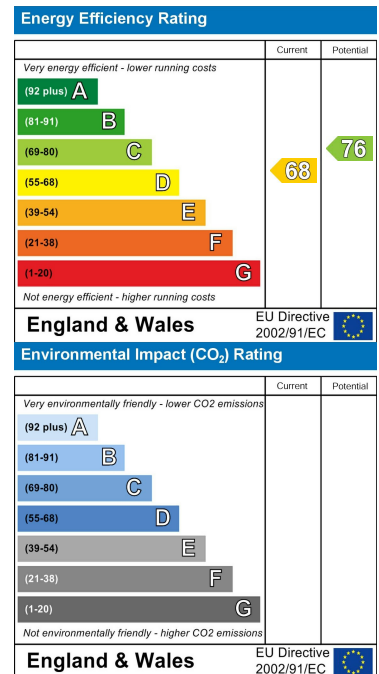 Energy Efficiency Rating
Current Potential
Very energy efficient - lower running costs
(92 plus) A
(81-91) B
(69-80) C
76
(55-68) D
68
(39-54) E
(21-38) F
(1-20) G
Not energy efficient - higher running costs
England & Wales
EU Directive
2002/91/EC
Environmental Impact (CO₂) Rating
Current Potential
Very environmentally friendly - lower CO2 emissions
(92 plus) A
(81-91) B
(69-80) C
(55-68) D
(39-54) E
(21-38) F
(1-20) G
Not environmentally friendly - higher CO2 emissions
England & Wales
EU Directive
2002/91/EC